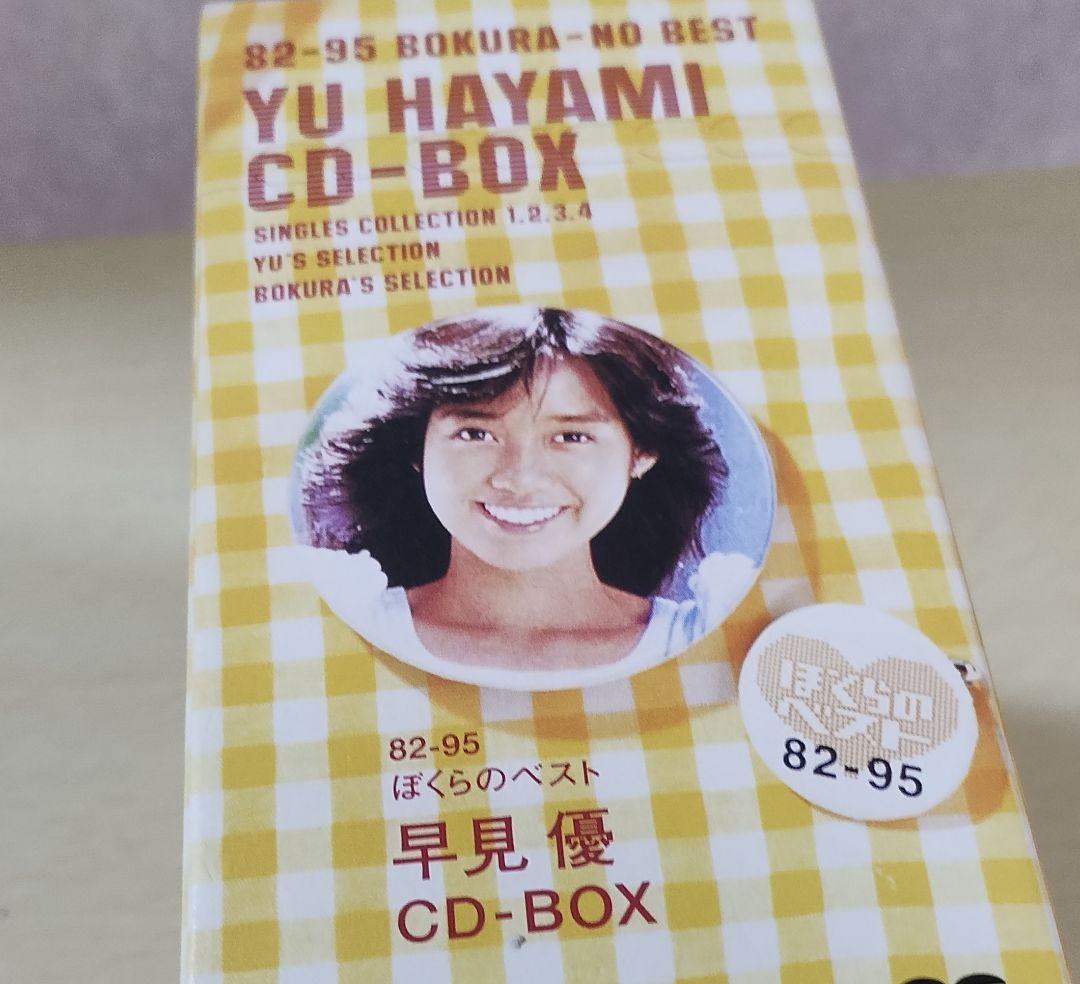 82-95 BOKURA-NO BEST
YU HAYAMI
CD-BOX
SINGLES COLLECTION 1.2.3.4
YU'S SELECTION
BOKURA'S SELECTION
ぼくらの
ベスト
82-95
82-95
ぼくらのベスト
早見 優
CD-BOX